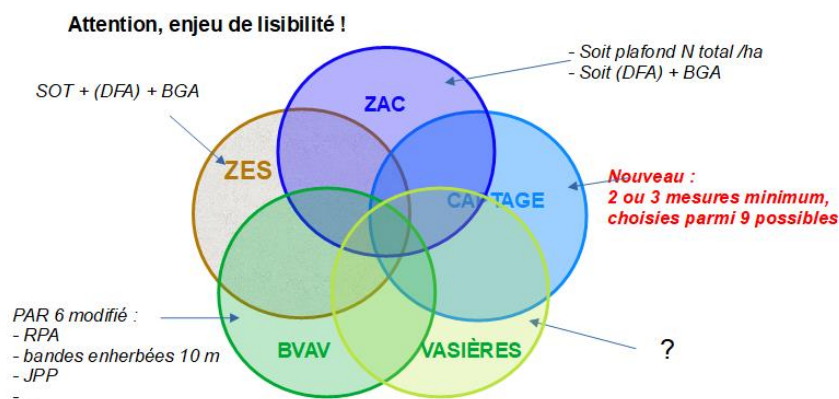 Attention, enjeu de lisibilité !
- Soit plafond N total /ha
- Soit (DFA) + BGA
SOT + (DFA) + BGA
ZAC
ZES
CAPTAGE
Nouveau :
2 ou 3 mesures minimum,
choisies parmi 9 possibles
PAR 6 modifié :
- RPA
- bandes enherbées 10 m
- JPP
-
BVAV
VASIÈRES
?